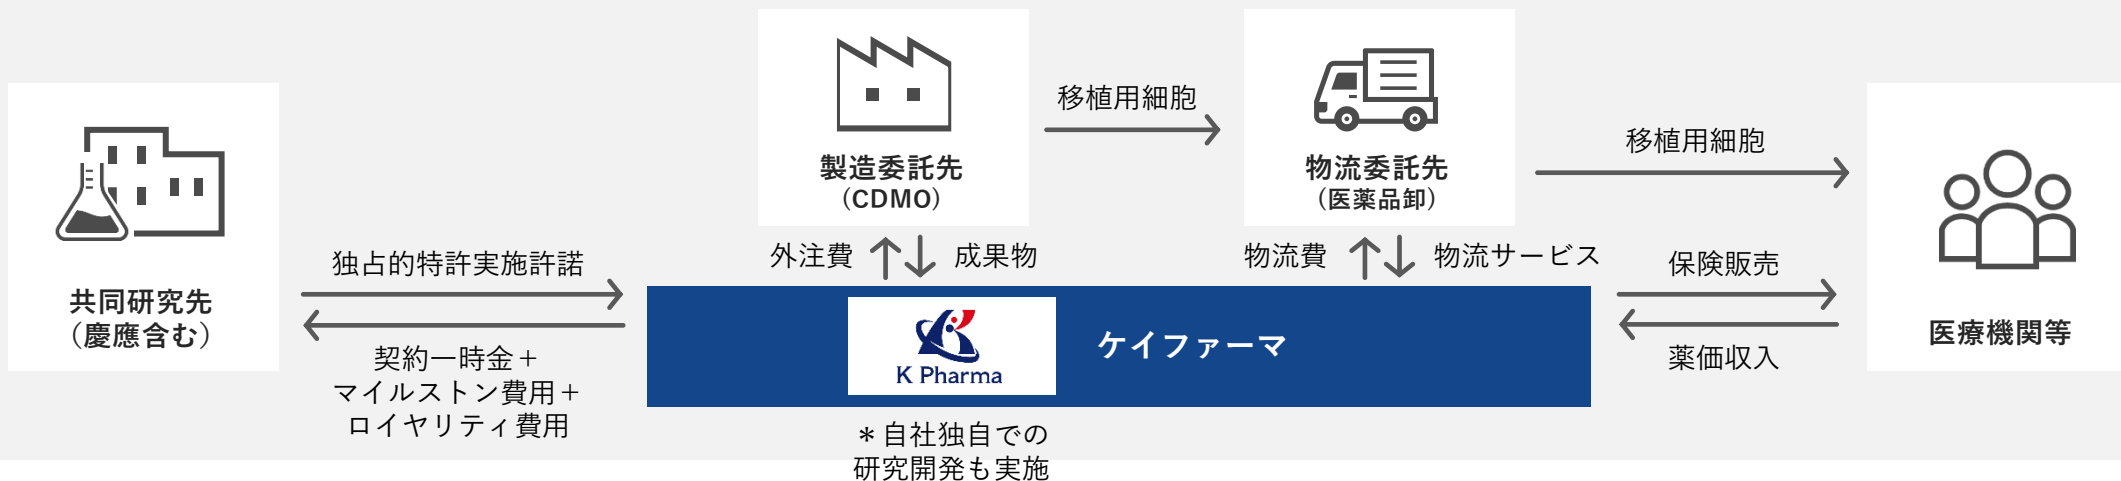 共同研究先
（慶應含む）
独占的特許実施許諾
契約一時金＋
マイルストン費用＋
ロイヤリティ費用
製造委託先
（CDMO）
移植用細胞
物流委託先
（医薬品卸）
移植用細胞
外注費
成果物
物流費
物流サービス
K Pharma
ケイファーマ
＊自社独自での
研究開発も実施
保険販売
薬価収入
医療機関等